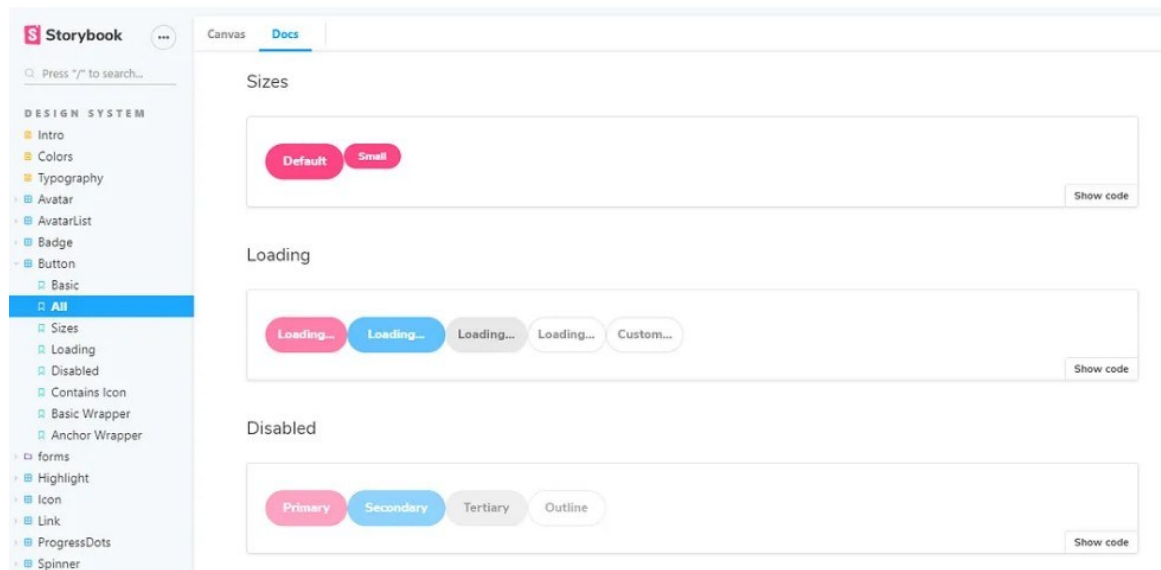 Storybook
Press "/" to search...
DESIGN SYSTEM
Intro
Colors
Typography
Avatar
AvatarList
Badge
Button
Basic
All
Sizes
Loading
Disabled
Contains Icon
Basic Wrapper
Anchor Wrapper
forms
Highlight
Icon
Link
ProgressDots
Spinner
Canvas Docs
Sizes
Default Small
Show code
Loading
Loading... Loading... Loading... Loading... Custom...
Show code
Disabled
Primary Secondary Tertiary Outline
Show code